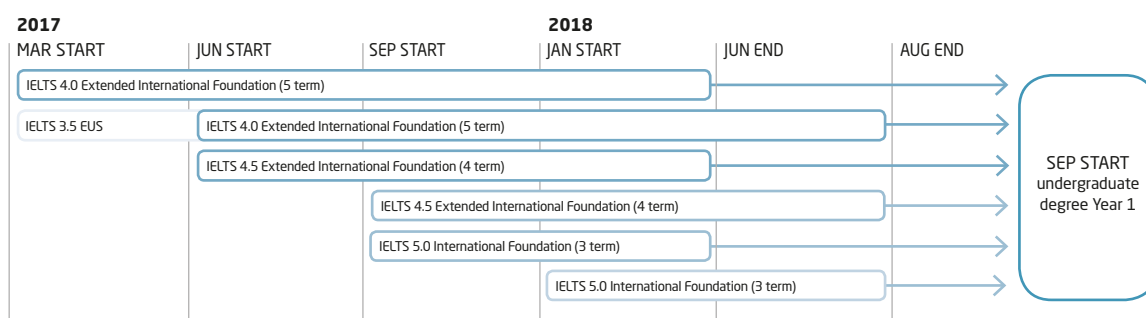 2017
2018
MAR START
JUN START
SEP START
JAN START
JUN END
AUG END
IELTS 4.0 Extended International Foundation (5 term)
IELTS 3.5 EUS
IELTS 4.0 Extended International Foundation (5 term)
IELTS 4.5 Extended International Foundation (4 term)
IELTS 4.5 Extended International Foundation (4 term)
IELTS 5.0 International Foundation (3 term)
IELTS 5.0 International Foundation (3 term)
SEP START
undergraduate
degree Year 1